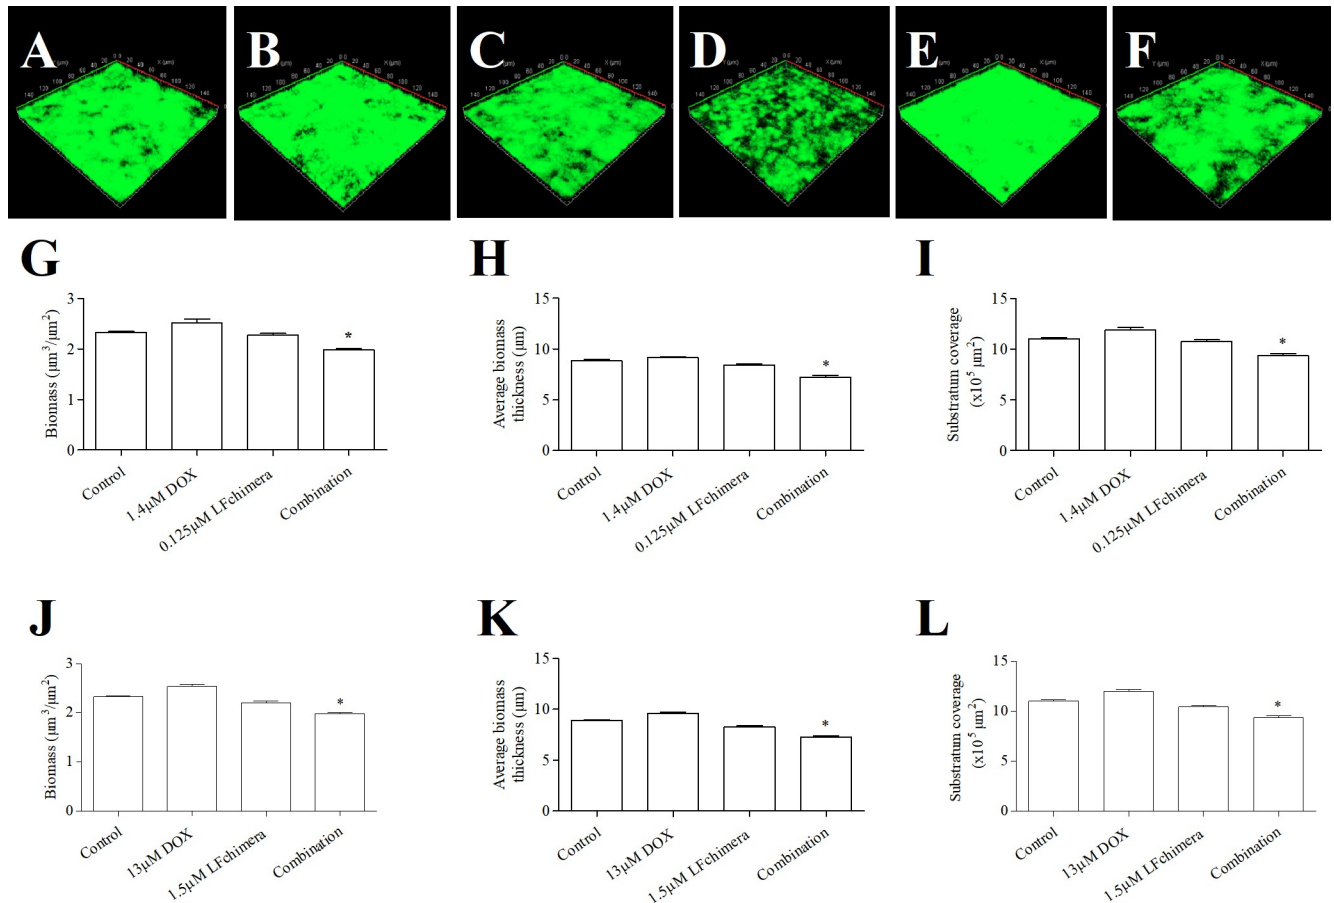 A B C D E F
G
Biomass (µm³/µm²)
3
2
1
0
Control
1.4µM DOX
0.125µM LFchimera
Combination
*
H
Average biomass
thickness (µm)
15
10
5
0
Control
1.4µM DOX
0.125µM LFchimera
Combination
*
I
Substratum coverage
(x10⁵ µm²)
15
10
5
0
Control
1.4µM DOX
0.125µM LFchimera
Combination
*
J
Biomass (µm³/µm²)
3
2
1
0
Control
13µM DOX
1.5µM LFchimera
Combination
*
K
Average biomass
thickness (µm)
15
10
5
0
Control
13µM DOX
1.5µM LFchimera
Combination
*
L
Substratum coverage
(x10⁵ µm²)
15
10
5
0
Control
13µM DOX
1.5µM LFchimera
Combination
*